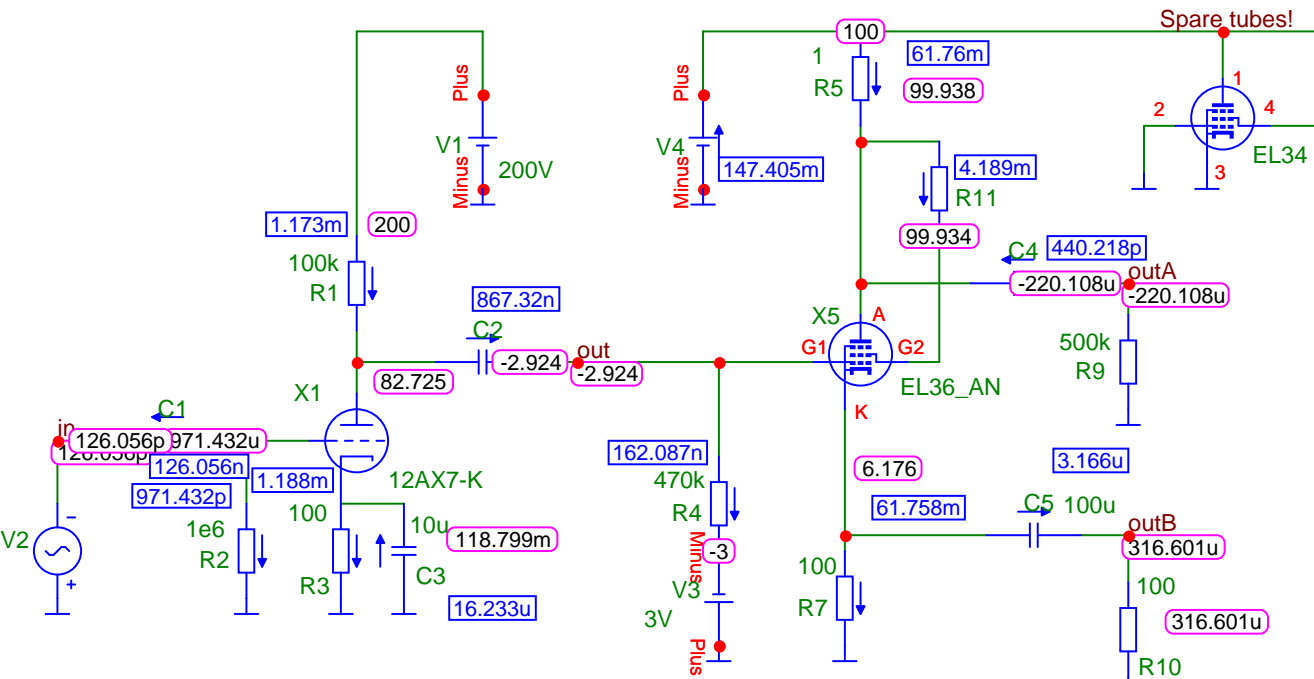 Spare tubes!
100
1
R5
61.76m
99.938
Plus
V1
Minus
200V
Plus
V4
Minus
147.405m
4.189m
R11
99.934
1
2
4
3
EL34
1.173m
200
100k
R1
867.32n
C2
-2.924
out
-2.924
82.725
X5
A
G1
G2
K
EL36_AN
C4
440.218p
-220.108u
outA
-220.108u
500k
R9
X1
12AX7-K
C1
in
126.056p
971.432u
126.056n
971.432p
1.188m
V2
1e6
R2
100
R3
10u
C3
118.799m
16.233u
162.087n
470k
R4
Minus
-3
V3
3V
Plus
6.176
61.758m
100
R7
3.166u
C5
100u
outB
316.601u
100
316.601u
R10